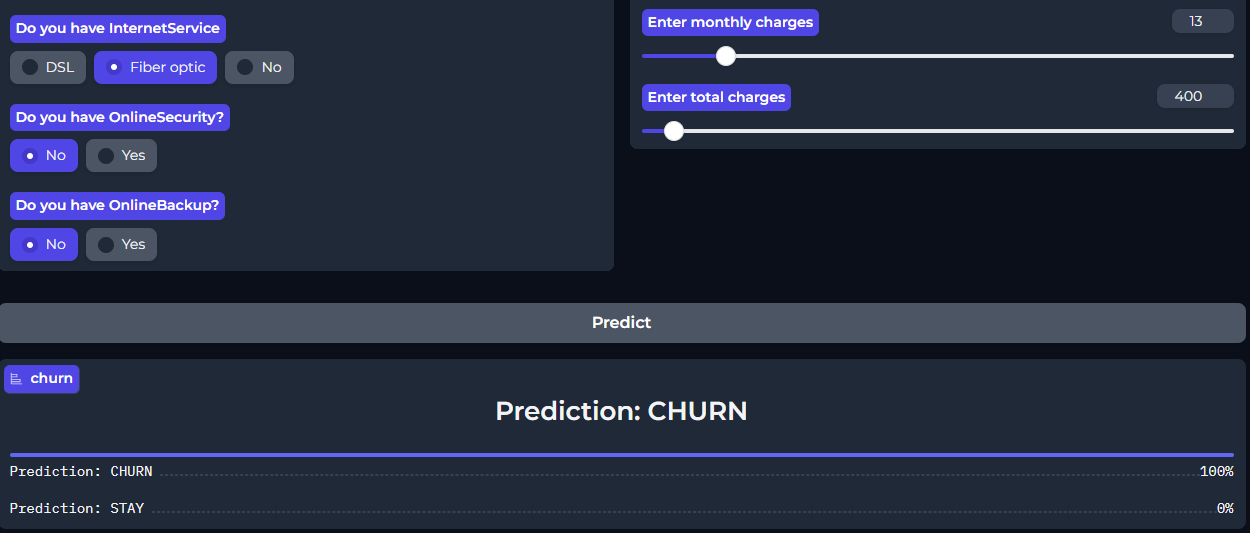 Do you have InternetService
DSL Fiber optic No
Do you have OnlineSecurity?
No Yes
Do you have OnlineBackup?
No Yes
Enter monthly charges 13
Enter total charges 400
Predict
churn
Prediction: CHURN
Prediction: CHURN 100%
Prediction: STAY 0%